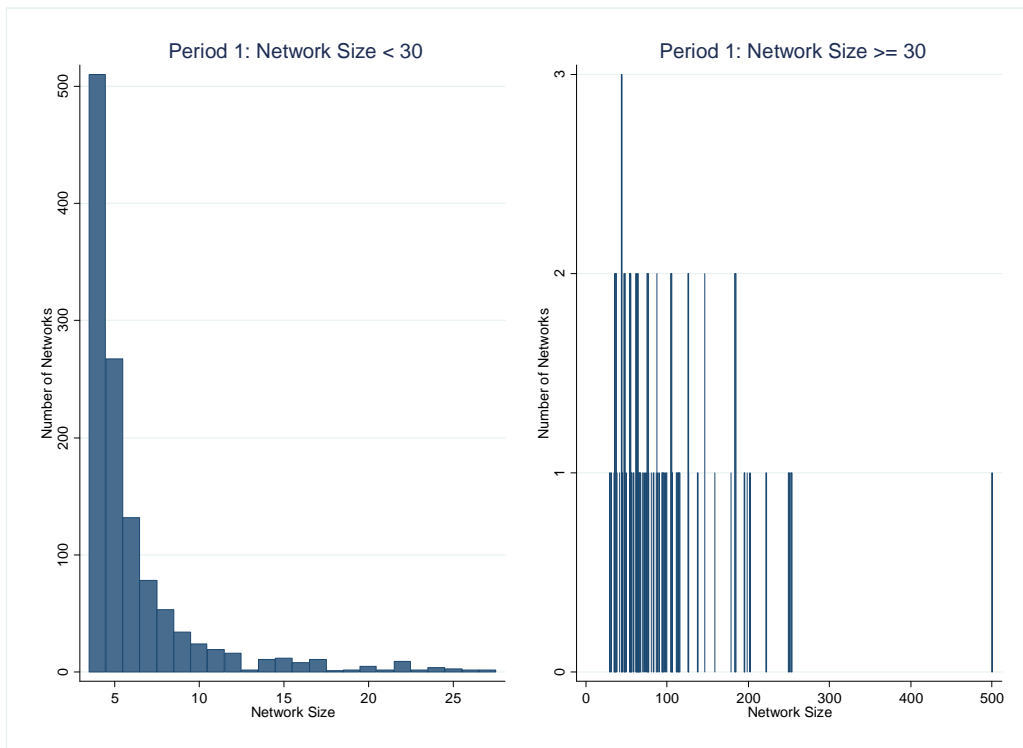 Period 1: Network Size < 30
Number of Networks
500
400
300
200
100
0
5 10 15 20 25
Network Size
Period 1: Network Size >= 30
Number of Networks
3
2
1
0
0 100 200 300 400 500
Network Size